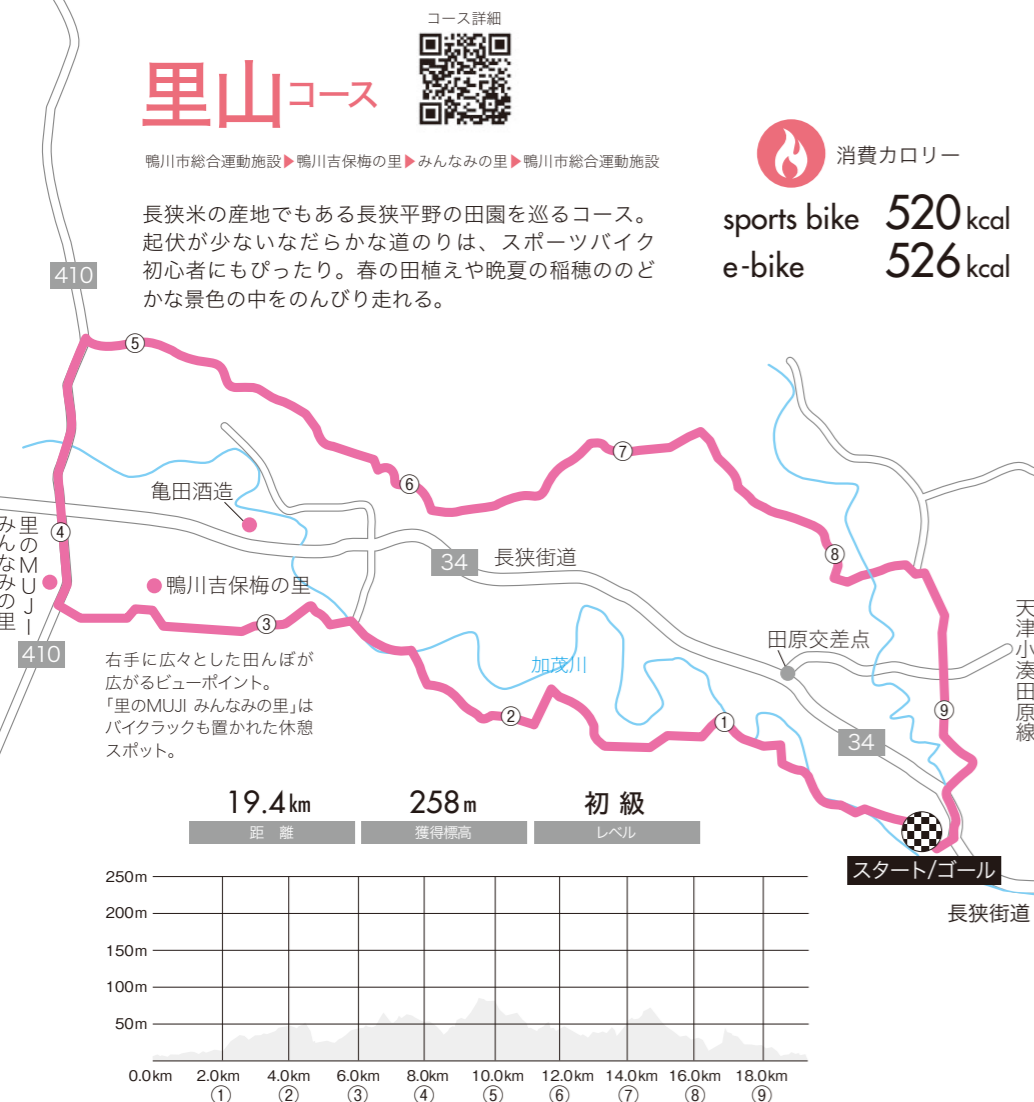 コース詳細
里山コース
鴨川市総合運動施設▶鴨川吉保梅の里▶みんなみの里▶鴨川市総合運動施設
長狭米の産地でもある長狭平野の田園を巡るコース。
起伏が少ないなだらかな道のりは、スポーツバイク
初心者にもぴったり。春の田植えや晩夏の稲穂ののど
かな景色の中をのんびり走れる。
消費カロリー
sports bike 520 kcal
e-bike 526 kcal
410
⑤
⑦
⑥
亀田酒造
④
里のMUJI
みんなみの里
34
長狭街道
⑧
鴨川吉保梅の里
③
410
天津小湊田原線
田原交差点
加茂川
右手に広々とした田んぼが
広がるビューポイント。
「里のMUJI みんなみの里」は
バイクラックも置かれた休憩
スポット。
②
①
⑨
34
スタート/ゴール
長狭街道
19.4km 258m 初級
距離 獲得標高 レベル
250m
200m
150m
100m
50m
0.0km 2.0km 4.0km 6.0km 8.0km 10.0km 12.0km 14.0km 16.0km 18.0km
① ② ③ ④ ⑤ ⑥ ⑦ ⑧ ⑨